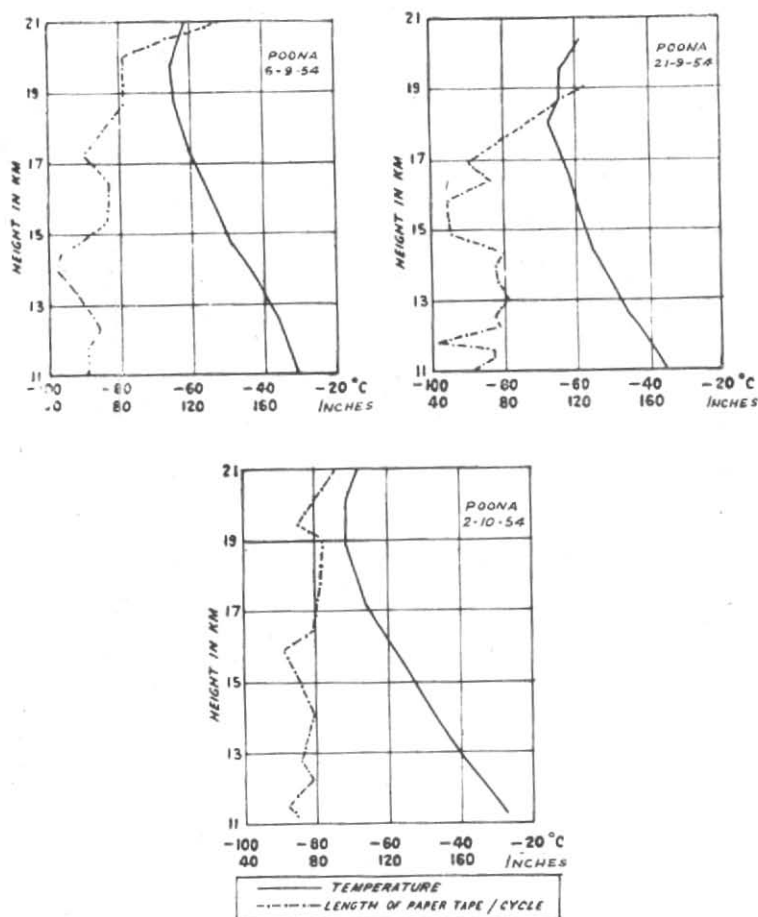 21
19
17
15
13
11
HEIGHT IN KM
POONA
6-9-54
-100 -80 -60 -40 -20 °C
80 120 160 INCHES
21
19
17
15
13
11
HEIGHT IN KM
POONA
21-9-54
-100 -80 -60 -40 -20 °C
40 80 120 160 INCHES
21
19
17
15
13
11
HEIGHT IN KM
POONA
2-10-54
-100 -80 -60 -40 -20 °C
40 80 120 160 INCHES
TEMPERATURE
LENGTH OF PAPER TAPE / CYCLE